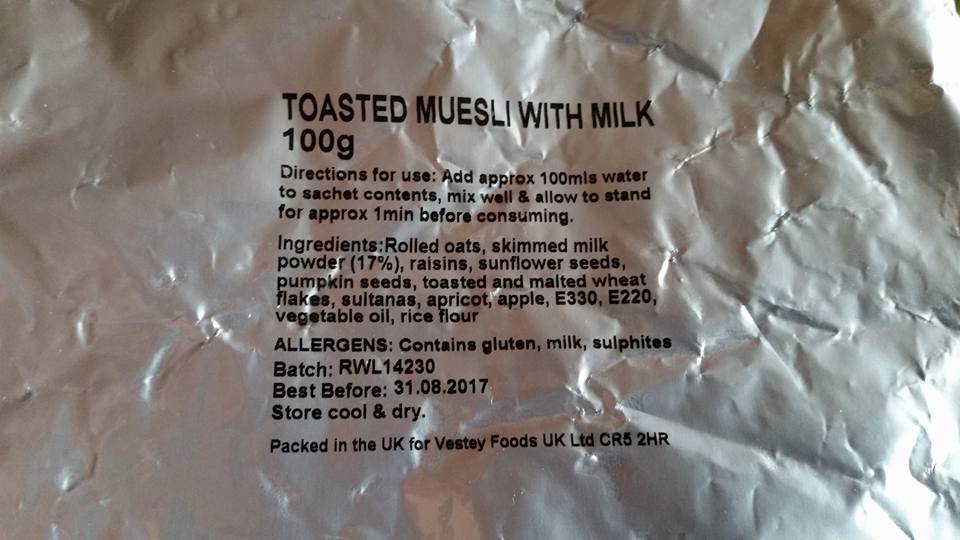 TOASTED MUESLI WITH MILK
100g
Directions for use: Add approx 100mls water
to sachet contents, mix well & allow to stand
for approx 1min before consuming.
Ingredients:Rolled oats, skimmed milk
powder (17%), raisins, sunflower seeds,
pumpkin seeds, toasted and malted wheat
flakes, sultanas, apricot, apple, E330, E220,
vegetable oil, rice flour
ALLERGENS: Contains gluten, milk, sulphites
Batch: RWL14230
Best Before: 31.08.2017
Store cool & dry.
Packed in the UK for Vestey Foods UK Ltd CR5 2HR